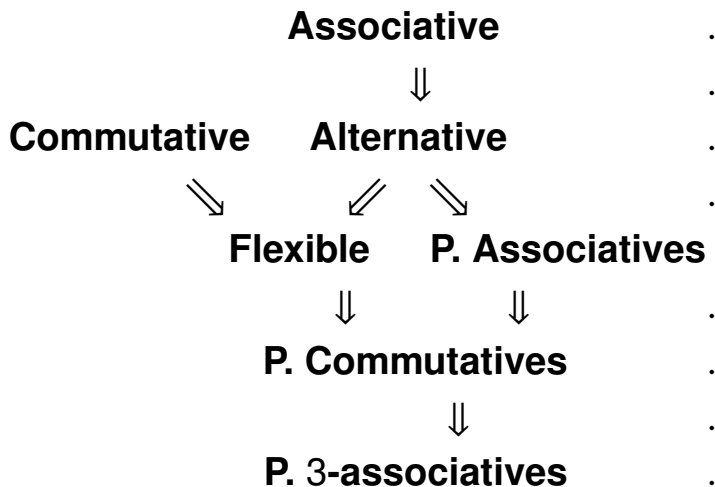 Associative .
⇓ .
Commutative Alternative .
⇘ ⇙ ⇘ .
Flexible P. Associatives
⇓ ⇓ .
P. Commutatives .
⇓ .
P. 3-associatives .